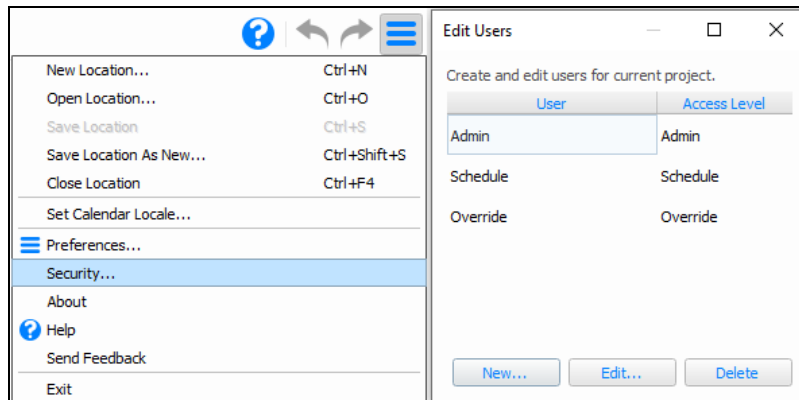 ?
New Location... Ctrl+N
Open Location... Ctrl+O
Save Location Ctrl+S
Save Location As New... Ctrl+Shift+S
Close Location Ctrl+F4
Set Calendar Locale...
Preferences...
Security...
About
? Help
Send Feedback
Exit
Edit Users
Create and edit users for current project.
User Access Level
Admin Admin
Schedule Schedule
Override Override
New... Edit... Delete